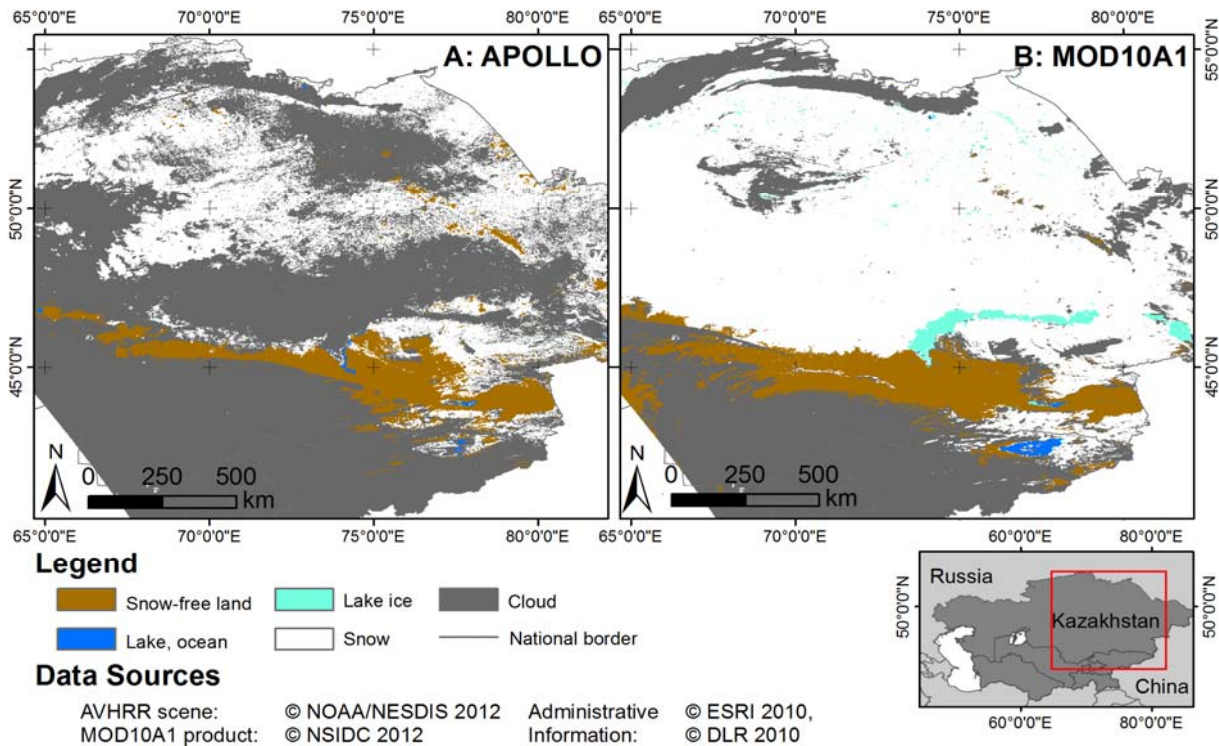 65°0'0"E 70°0'0"E 75°0'0"E 80°0'0"E 70°0'0"E 75°0'0"E 80°0'0"E
A: APOLLO
B: MOD10A1
55°0'0"N
50°0'0"N
50°0'0"N
45°0'0"N
45°0'0"N
N
0 250 500
km
N
0 250 500
km
65°0'0"E 70°0'0"E 75°0'0"E 80°0'0"E 70°0'0"E 60°0'0"E 80°0'0"E
Legend
Snow-free land
Lake ice
Cloud
Lake, ocean
Snow
National border
Russia
Kazakhstan
China
50°0'0"N
50°0'0"N
60°0'0"E 80°0'0"E
Data Sources
AVHRR scene: © NOAA/NESDIS 2012 Administrative © ESRI 2010,
MOD10A1 product: © NSIDC 2012 Information: © DLR 2010